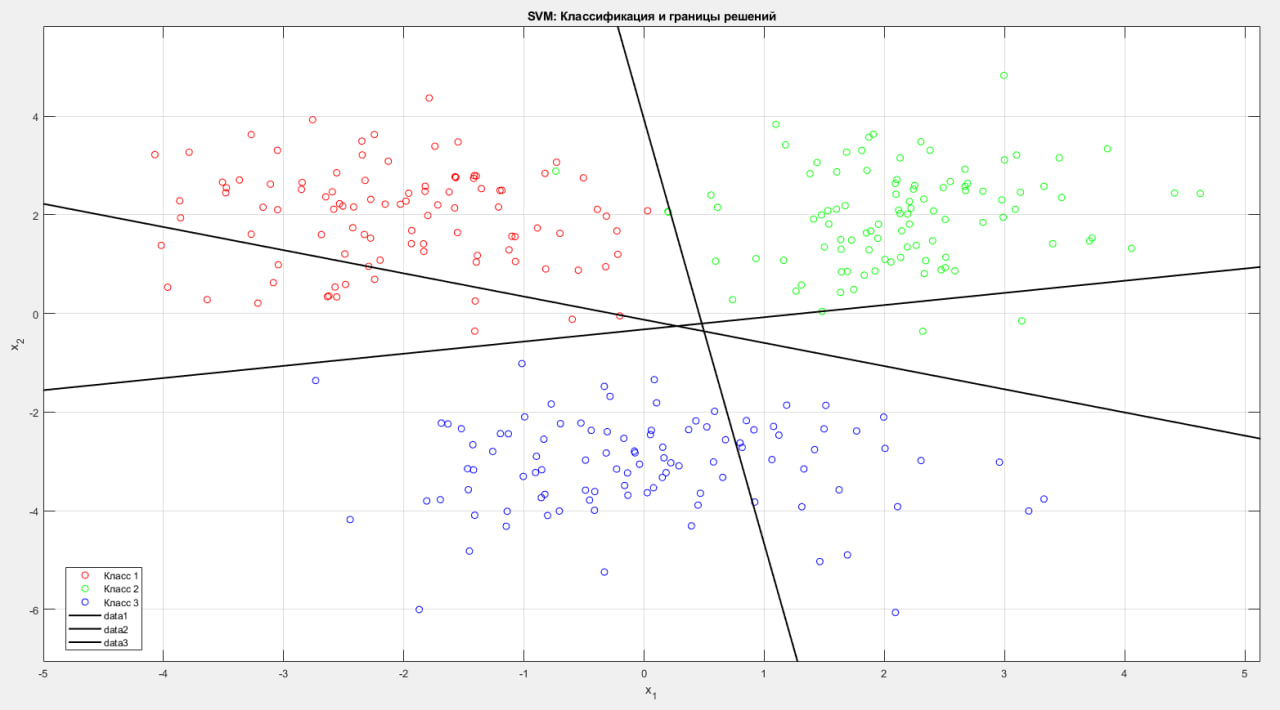 SVM: Классификация и границы решений
4
2
0
-2
-4
-6
x2
Класс 1
Класс 2
Класс 3
data1
data2
data3
-5 -4 -3 -2 -1 0 1 2 3 4 5
x1